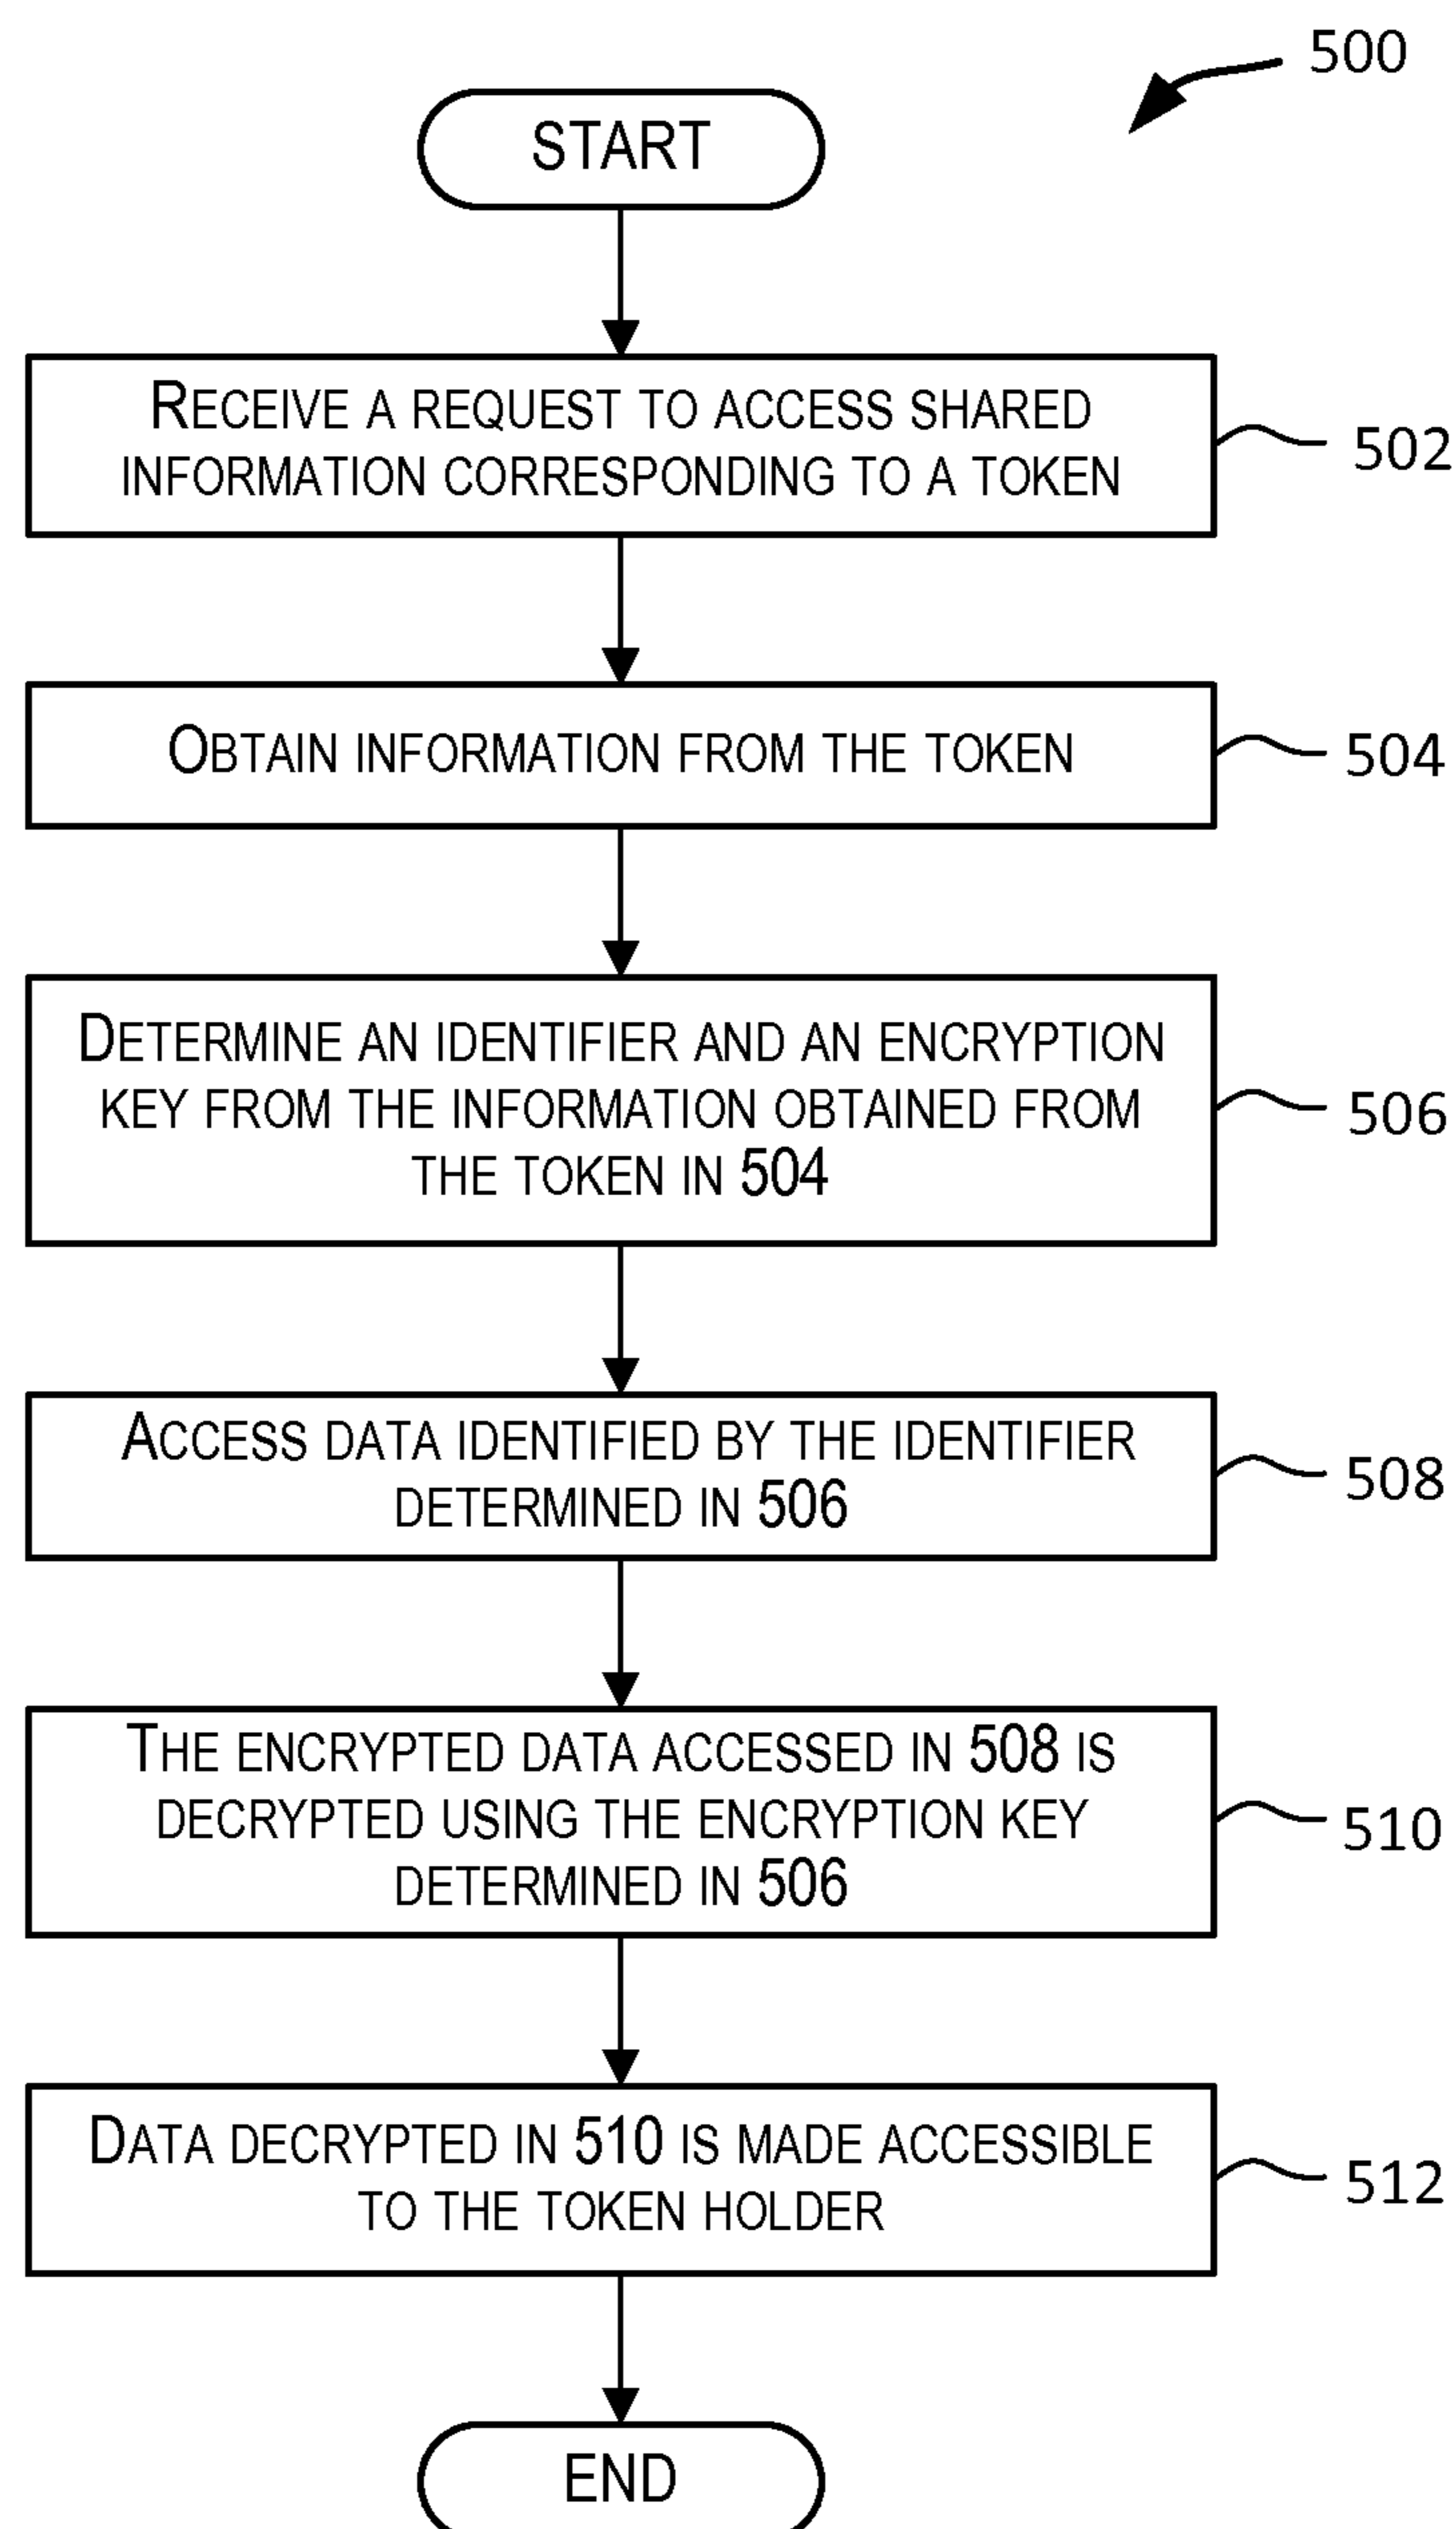 500
START
RECEIVE A REQUEST TO ACCESS SHARED
INFORMATION CORRESPONDING TO A TOKEN
502
OBTAIN INFORMATION FROM THE TOKEN
504
DETERMINE AN IDENTIFIER AND AN ENCRYPTION
KEY FROM THE INFORMATION OBTAINED FROM
THE TOKEN IN 504
506
ACCESS DATA IDENTIFIED BY THE IDENTIFIER
DETERMINED IN 506
508
THE ENCRYPTED DATA ACCESSED IN 508 IS
DECRYPTED USING THE ENCRYPTION KEY
DETERMINED IN 506
510
DATA DECRYPTED IN 510 IS MADE ACCESSIBLE
TO THE TOKEN HOLDER
512
END